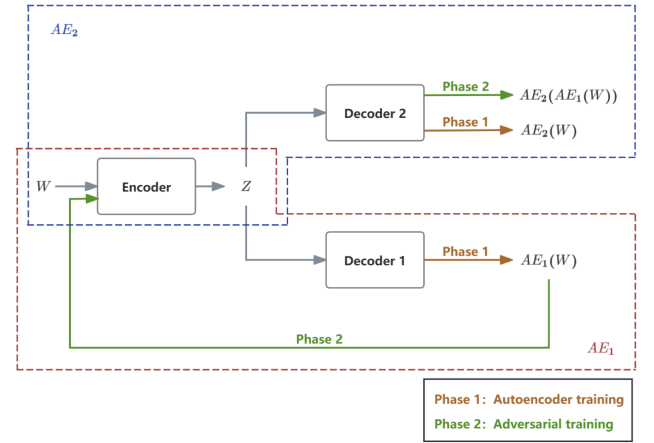 AE₂
Phase 2
AE₂(AE₁(W))
Decoder 2
Phase 1
AE₂(W)
W
Encoder
Z
Decoder 1
Phase 1
AE₁(W)
Phase 2
AE₁
Phase 1: Autoencoder training
Phase 2: Adversarial training